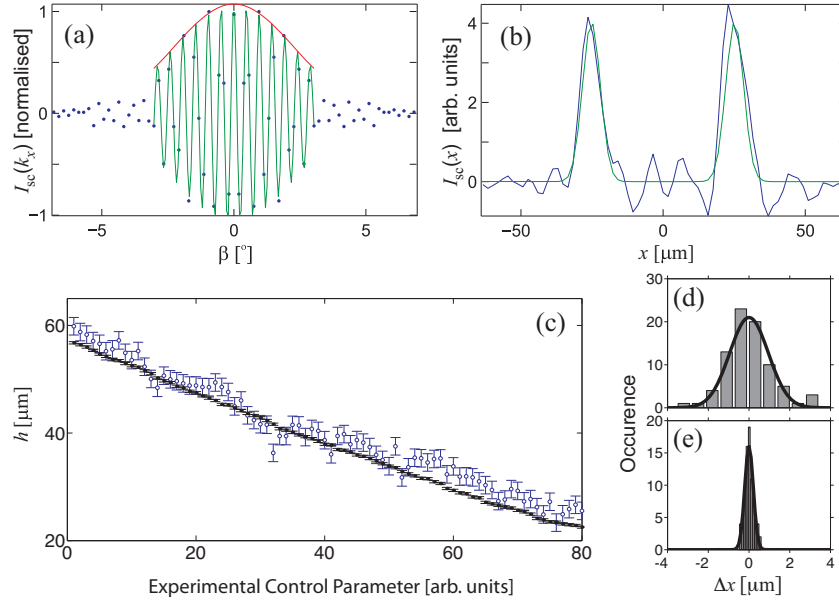 (a)
I_sc(k_x) [normalised]
1
0
−1
−5
0
5
β [°]
(b)
I_sc(x) [arb. units]
4
2
0
−50
0
50
x [μm]
(c)
h [μm]
60
40
20
0
20
40
60
80
Experimental Control Parameter [arb. units]
(d)
30
20
10
0
Occurence
(e)
20
15
10
5
0
-4
-2
0
2
4
Δx [μm]